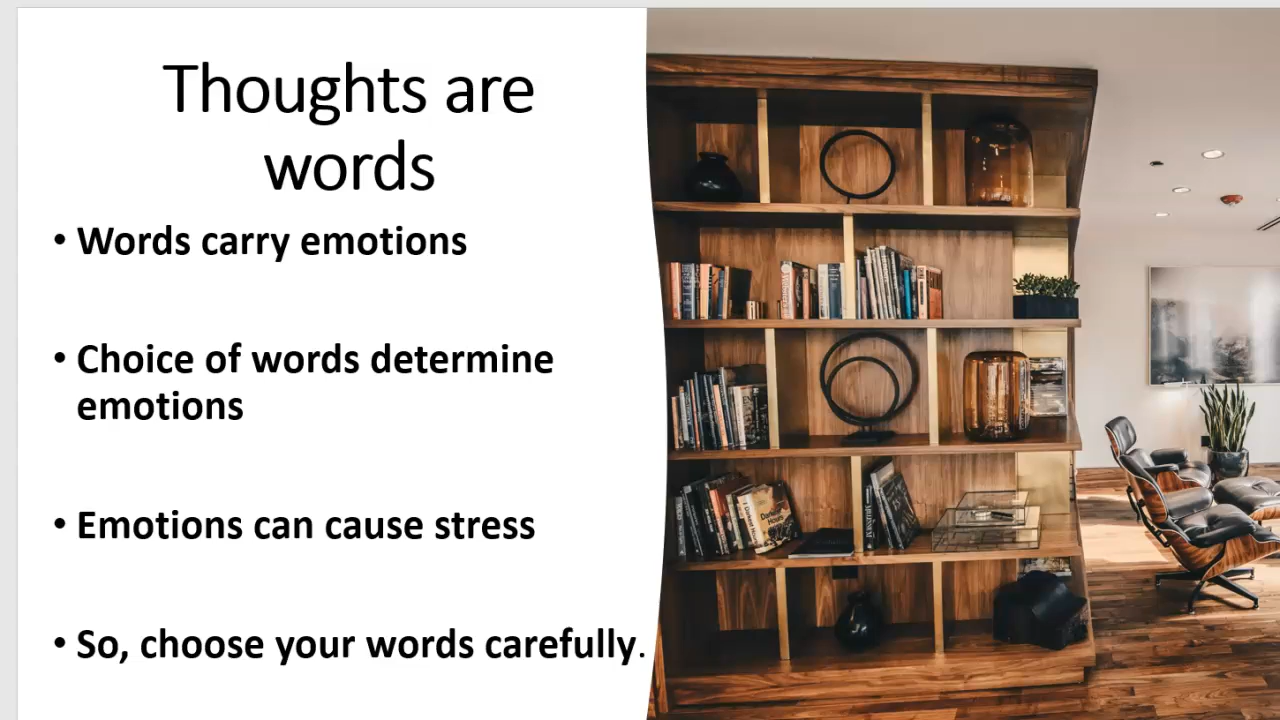 Thoughts are
words
• Words carry emotions
• Choice of words determine
emotions
• Emotions can cause stress
• So, choose your words carefully.